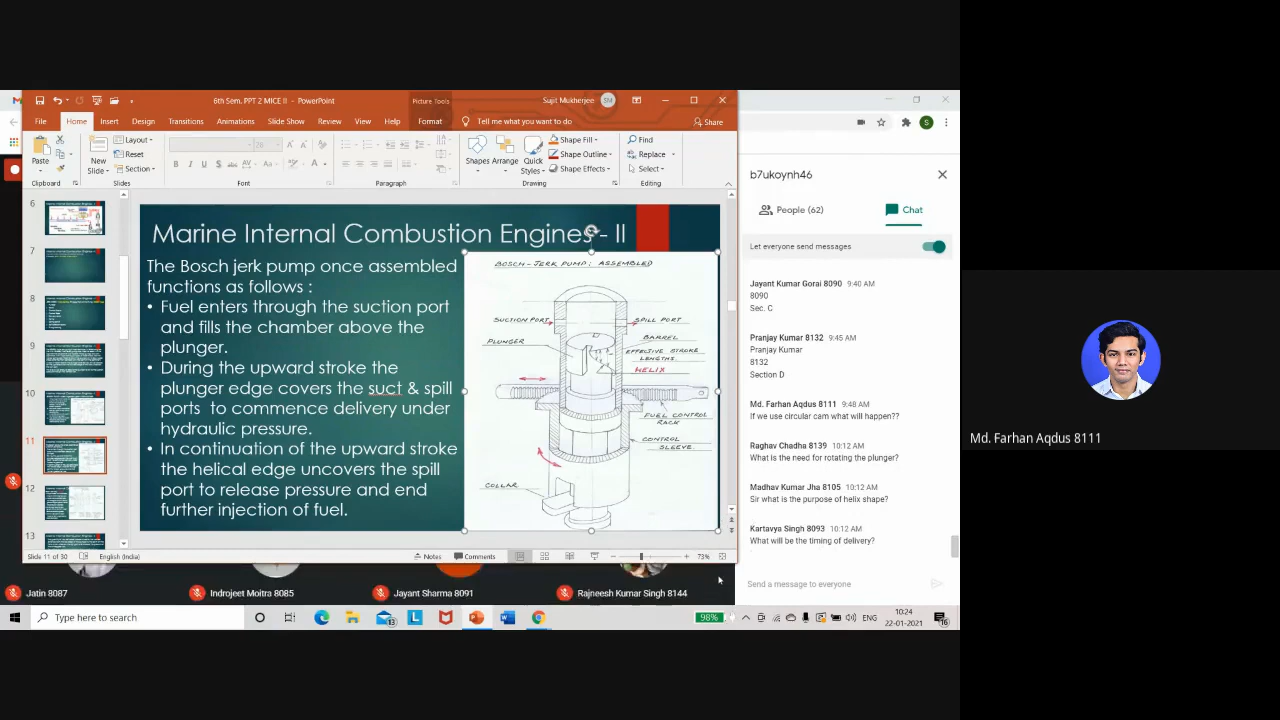 6th Sem. PPT 2 MICE II - PowerPoint
Picture Tools
Sujit Mukherjee
SM
File
Home
Insert
Design
Transitions
Animations
Slide Show
Review
View
Help
Format
Tell me what you want to do
Share
Paste
Clipboard
New
Slide
Layout
Reset
Section
Slides
Font
Paragraph
Shapes
Arrange
Quick
Styles
Shape Fill
Shape Outline
Shape Effects
Drawing
Find
Replace
Select
Editing
6
7
8
9
10
11
12
13
Marine Internal Combustion Engines - II
The Bosch jerk pump once assembled
functions as follows :
• Fuel enters through the suction port
and fills the chamber above the
plunger.
• During the upward stroke the
plunger edge covers the suct & spill
ports to commence delivery under
hydraulic pressure.
• In continuation of the upward stroke
the helical edge uncovers the spill
port to release pressure and end
further injection of fuel.
BOSCH-JERK PUMP: ASSEMBLED
SUCTION PORT
SPILL PORT
PLUNGER
BARREL
EFFECTIVE STROKE
LENGTHS
HELIX
FUEL CONTROL
RACK
CONTROL
SLEEVE
COLLAR
Slide 11 of 30
English (India)
Notes
Comments
73%
b7ukoynh46
People (62)
Chat
Let everyone send messages
Jayant Kumar Gorai 8090 9:40 AM
8090
Sec. C
Pranjay Kumar 8132 9:45 AM
Pranjay Kumar
8132
Section D
Md. Farhan Aqdus 8111 9:48 AM
If we use circular cam what will happen??
Raghav Chadha 8139 10:12 AM
What is the need for rotating the plunger?
Madhav Kumar Jha 8105 10:12 AM
Sir what is the purpose of helix shape?
Kartavya Singh 8093 10:12 AM
What will be the timing of delivery?
Send a message to everyone
Jatin 8087
Indrojeet Moitra 8085
Jayant Sharma 8091
Rajneesh Kumar Singh 8144
Type here to search
13
98%
ENG
10:24
22-01-2021
16
Md. Farhan Aqdus 8111